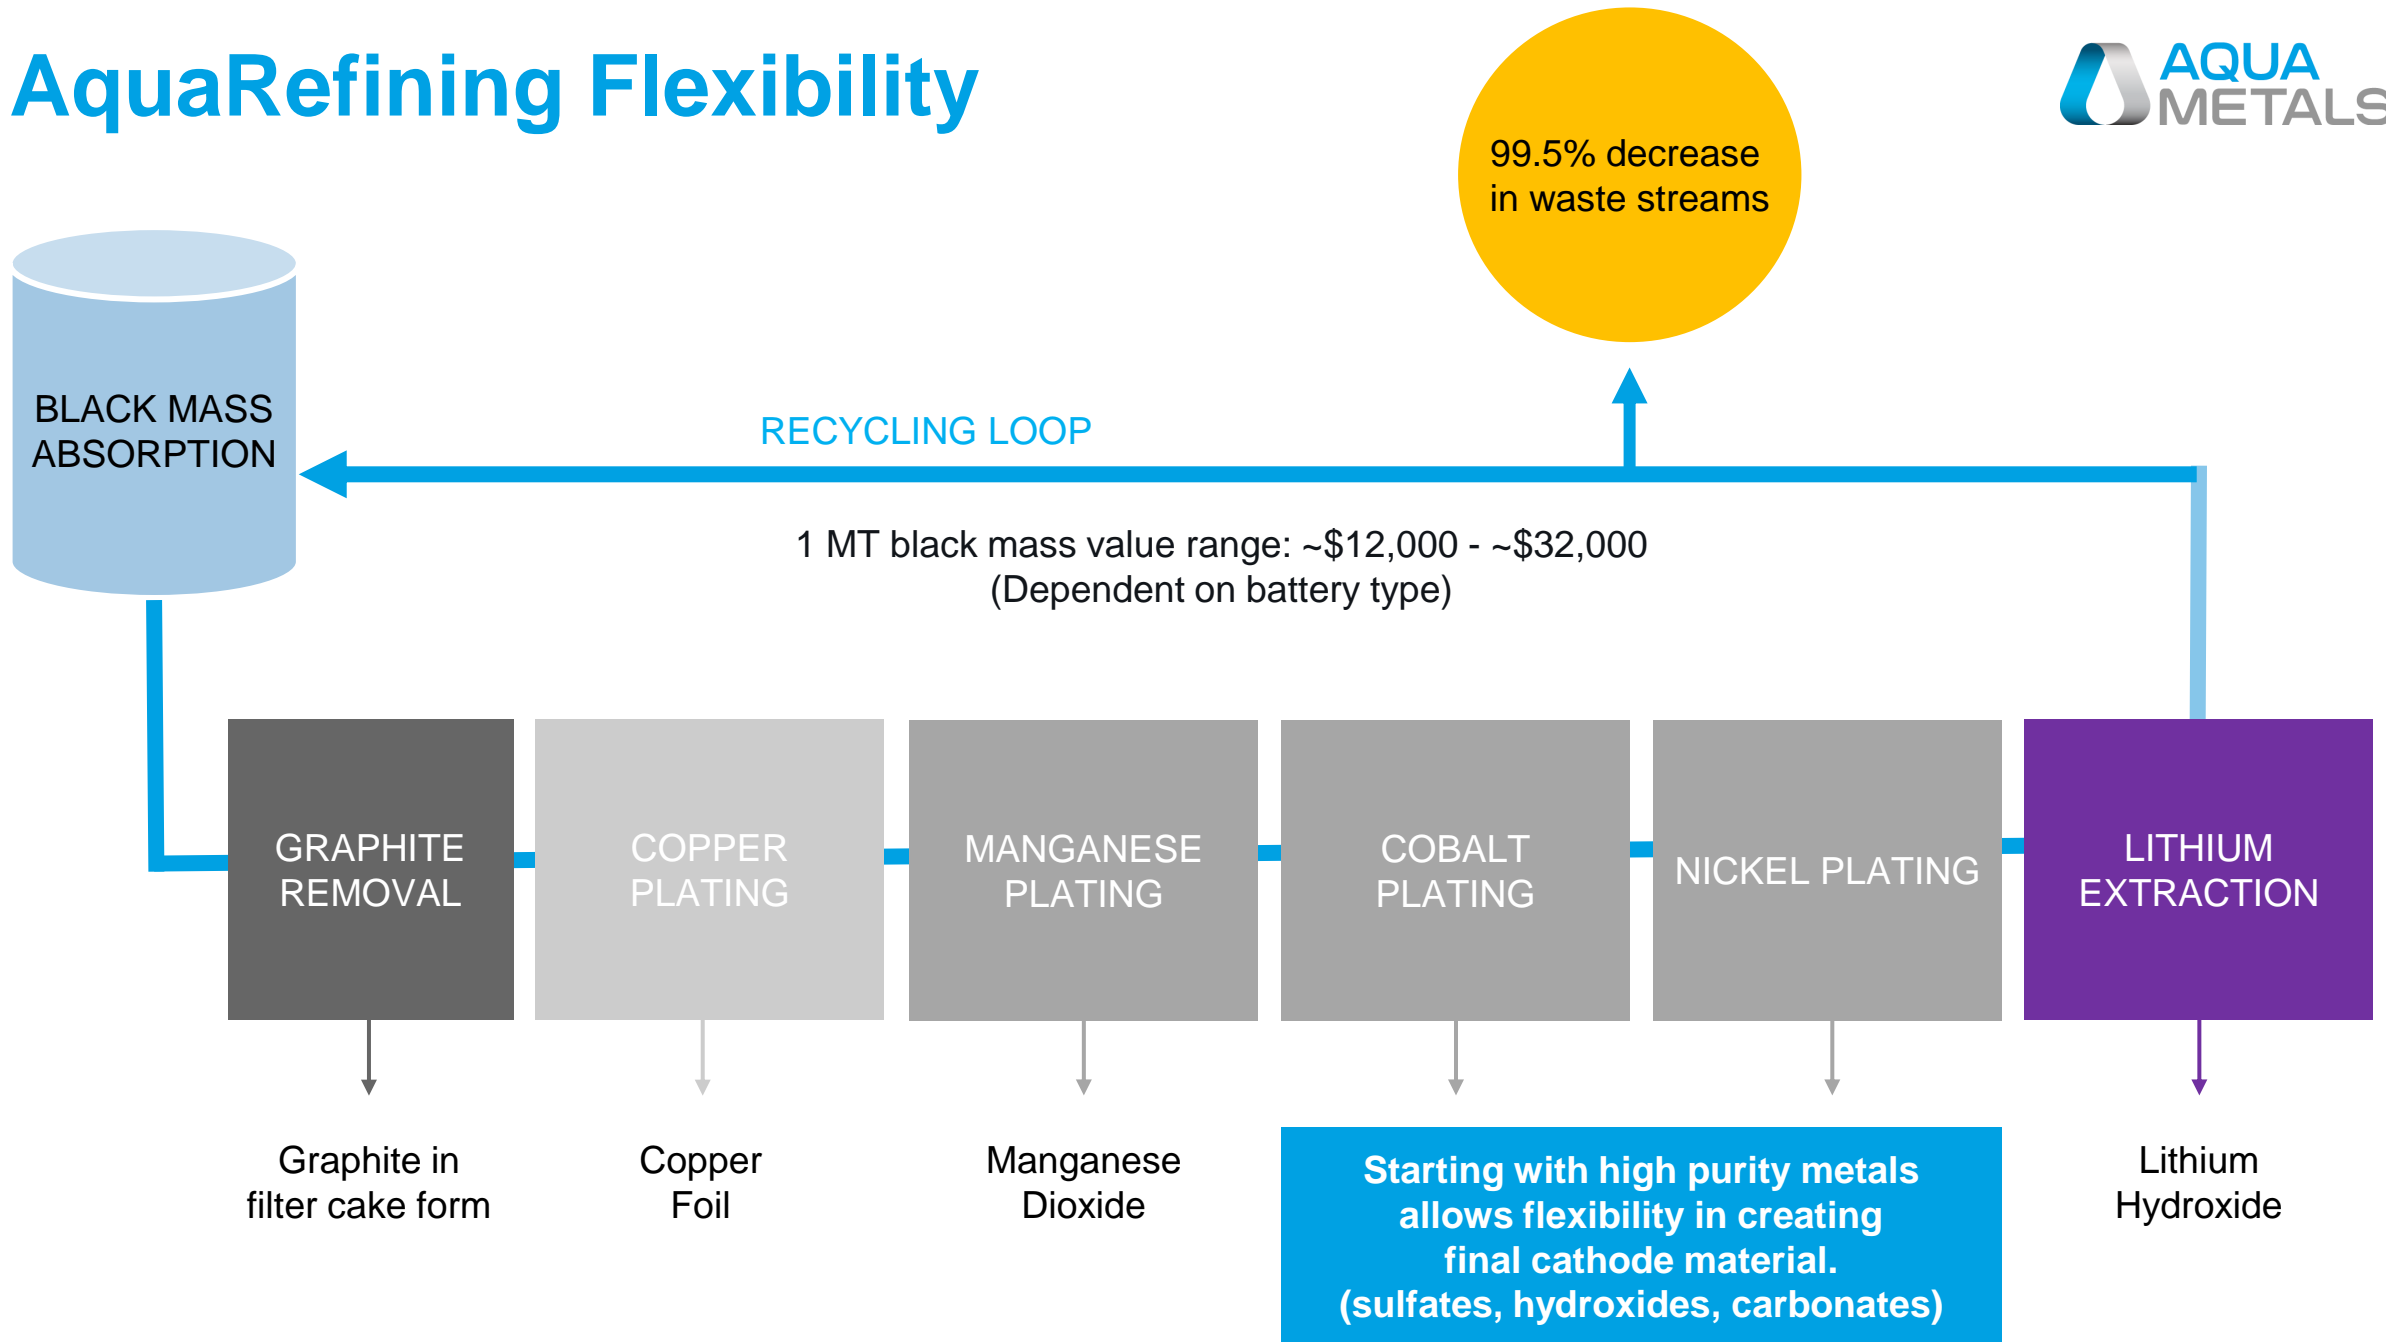 AquaRefining Flexibility
AQUA
METALS
99.5% decrease
in waste streams
BLACK MASS
ABSORPTION
RECYCLING LOOP
1 MT black mass value range: ~$12,000 - ~$32,000
(Dependent on battery type)
GRAPHITE
REMOVAL
COPPER
PLATING
MANGANESE
PLATING
COBALT
PLATING
NICKEL PLATING
LITHIUM
EXTRACTION
Graphite in
filter cake form
Copper
Foil
Manganese
Dioxide
Starting with high purity metals
allows flexibility in creating
final cathode material.
(sulfates, hydroxides, carbonates)
Lithium
Hydroxide